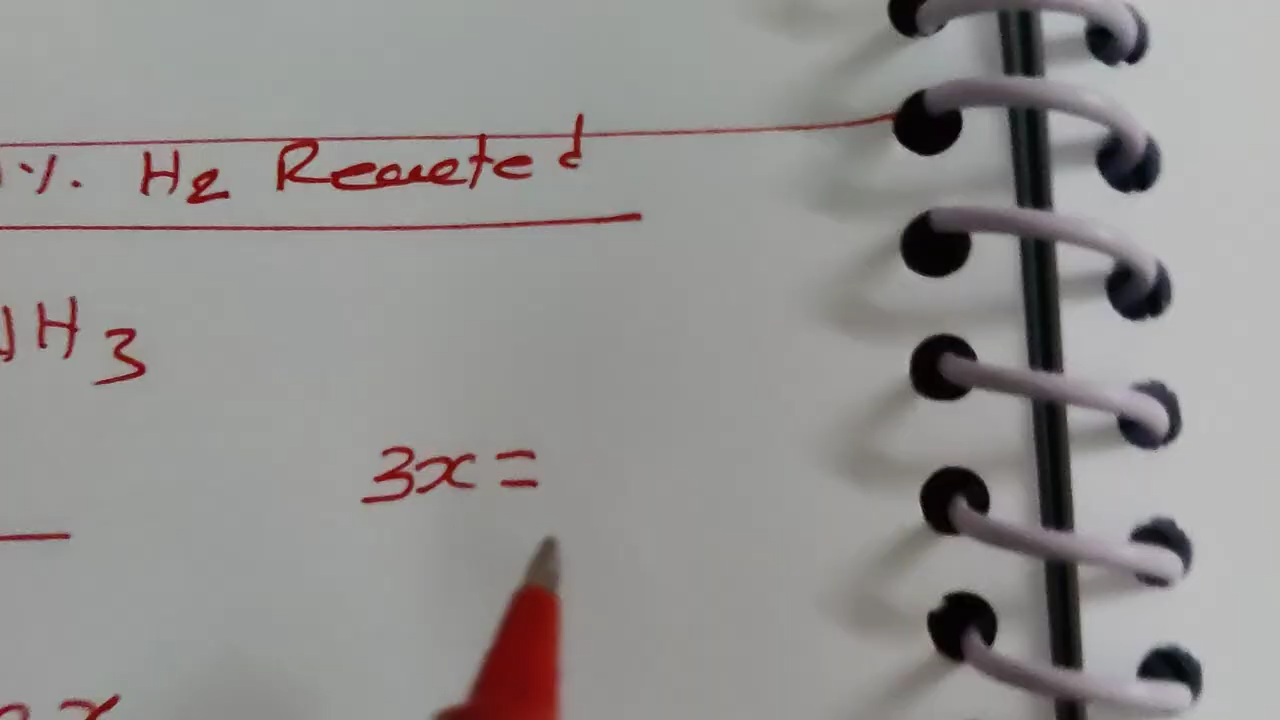 %. H2 Reacted
H3
3x=
x